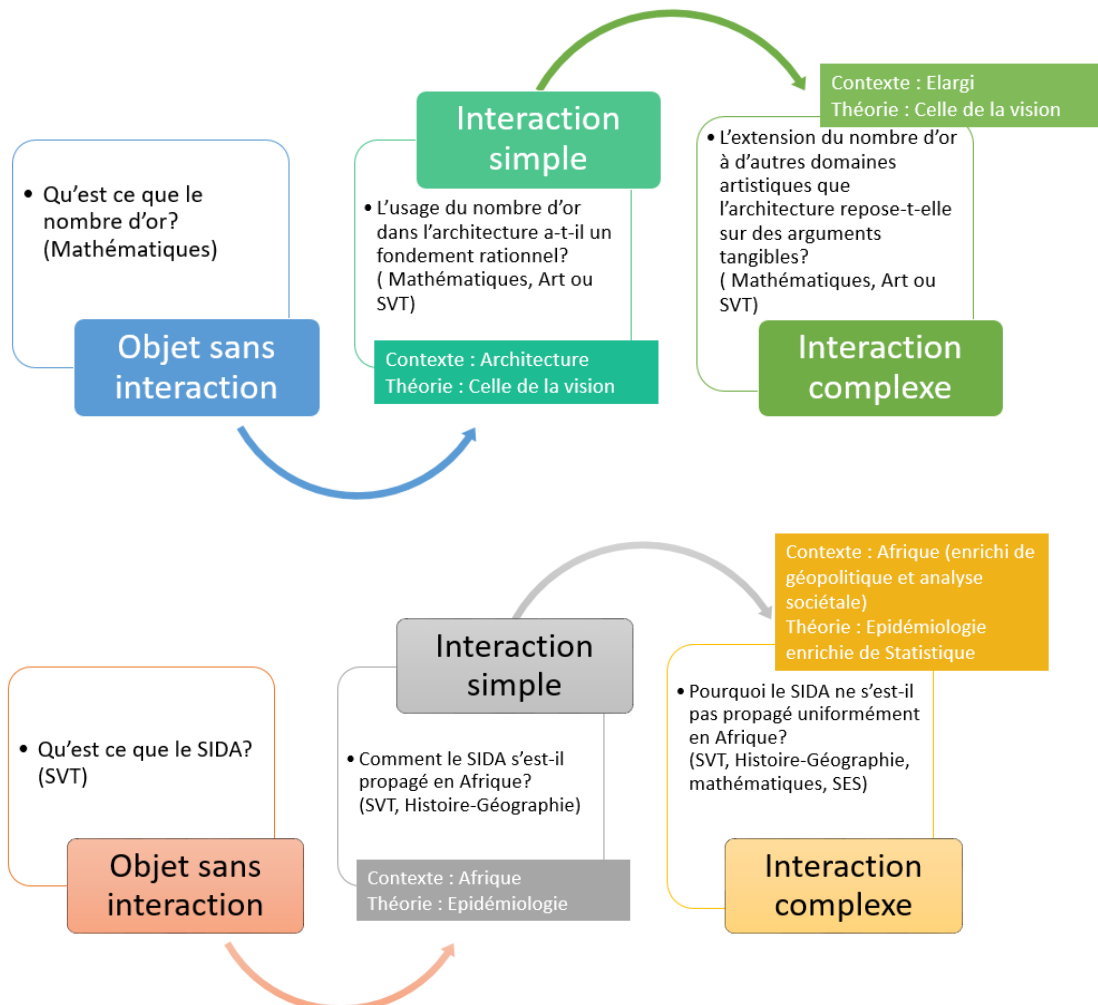 • Qu’est ce que le
nombre d’or?
(Mathématiques)
Objet sans
interaction
Interaction
simple
• L’usage du nombre d’or
dans l’architecture a-t-il un
fondement rationnel?
( Mathématiques, Art ou
SVT)
Contexte : Architecture
Théorie : Celle de la vision
Contexte : Elargi
Théorie : Celle de la vision
• L’extension du nombre d’or
à d’autres domaines
artistiques que
l’architecture repose-t-elle
sur des arguments
tangibles?
( Mathématiques, Art ou
SVT)
Interaction
complexe
• Qu’est ce que le SIDA?
(SVT)
Objet sans
interaction
Interaction
simple
• Comment le SIDA s’est-il
propagé en Afrique?
(SVT, Histoire-Géographie)
Contexte : Afrique
Théorie : Epidémiologie
Contexte : Afrique (enrichi de
géopolitique et analyse
sociétale)
Théorie : Epidémiologie
enrichie de Statistique
• Pourquoi le SIDA ne s’est-il
pas propagé uniformément
en Afrique?
(SVT, Histoire-Géographie,
mathématiques, SES)
Interaction
complexe